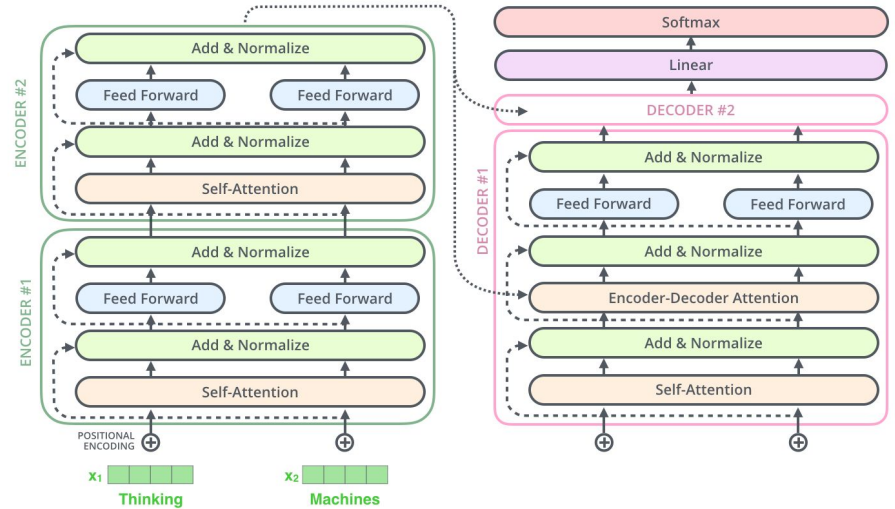 ENCODER #2
Add & Normalize
Feed Forward
Feed Forward
Add & Normalize
Self-Attention
ENCODER #1
Add & Normalize
Feed Forward
Feed Forward
Add & Normalize
Self-Attention
POSITIONAL
ENCODING
x₁
x₂
Thinking
Machines
Softmax
Linear
DECODER #2
DECODER #1
Add & Normalize
Feed Forward
Feed Forward
Add & Normalize
Encoder-Decoder Attention
Add & Normalize
Self-Attention